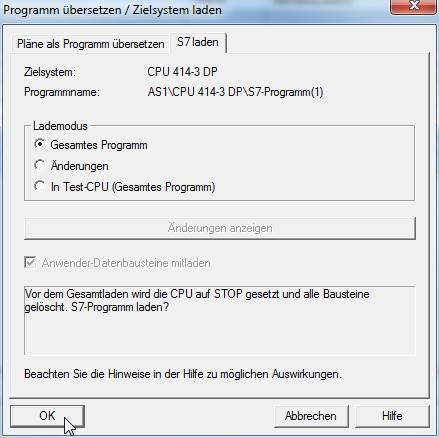 Programm übersetzen / Zielsystem laden
Pläne als Programm übersetzen
S7 laden
Zielsystem: CPU 414-3 DP
Programmname: AS1\CPU 414-3 DP\S7-Programm(1)
Lademodus
Gesamtes Programm
Änderungen
In Test-CPU (Gesamtes Programm)
Änderungen anzeigen
Anwender-Datenbausteine mitladen
Vor dem Gesamtladen wird die CPU auf STOP gesetzt und alle Bausteine
gelöscht. S7-Programm laden?
Beachten Sie die Hinweise in der Hilfe zu möglichen Auswirkungen.
OK
Abbrechen
Hilfe